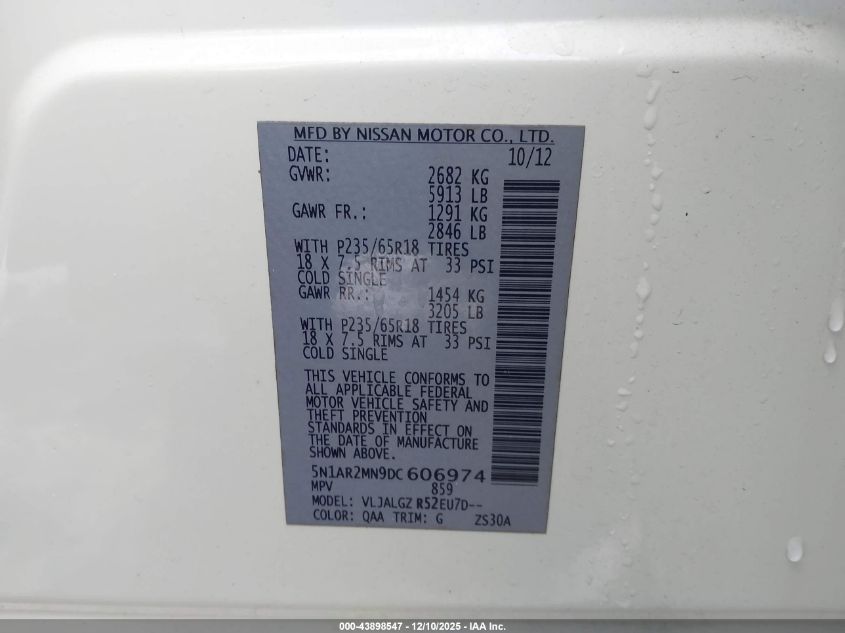 MFD BY NISSAN MOTOR CO., LTD.
DATE: 10/12
GVWR: 2682 KG
5913 LB
GAWR FR.: 1291 KG
2846 LB
WITH P235/65R18 TIRES
18 X 7.5 RIMS AT 33 PSI
COLD SINGLE
GAWR RR.: 1454 KG
3205 LB
WITH P235/65R18 TIRES
18 X 7.5 RIMS AT 33 PSI
COLD SINGLE
THIS VEHICLE CONFORMS TO
ALL APPLICABLE FEDERAL
MOTOR VEHICLE SAFETY AND
THEFT PREVENTION
STANDARDS IN EFFECT ON
THE DATE OF MANUFACTURE
SHOWN ABOVE.
5N1AR2MN9DC606974
MPV 859
MODEL: VLJALGZ R52EU7D--
COLOR: QAA TRIM: G ZS30A
000-43898547 - 12/10/2025 - IAA Inc.